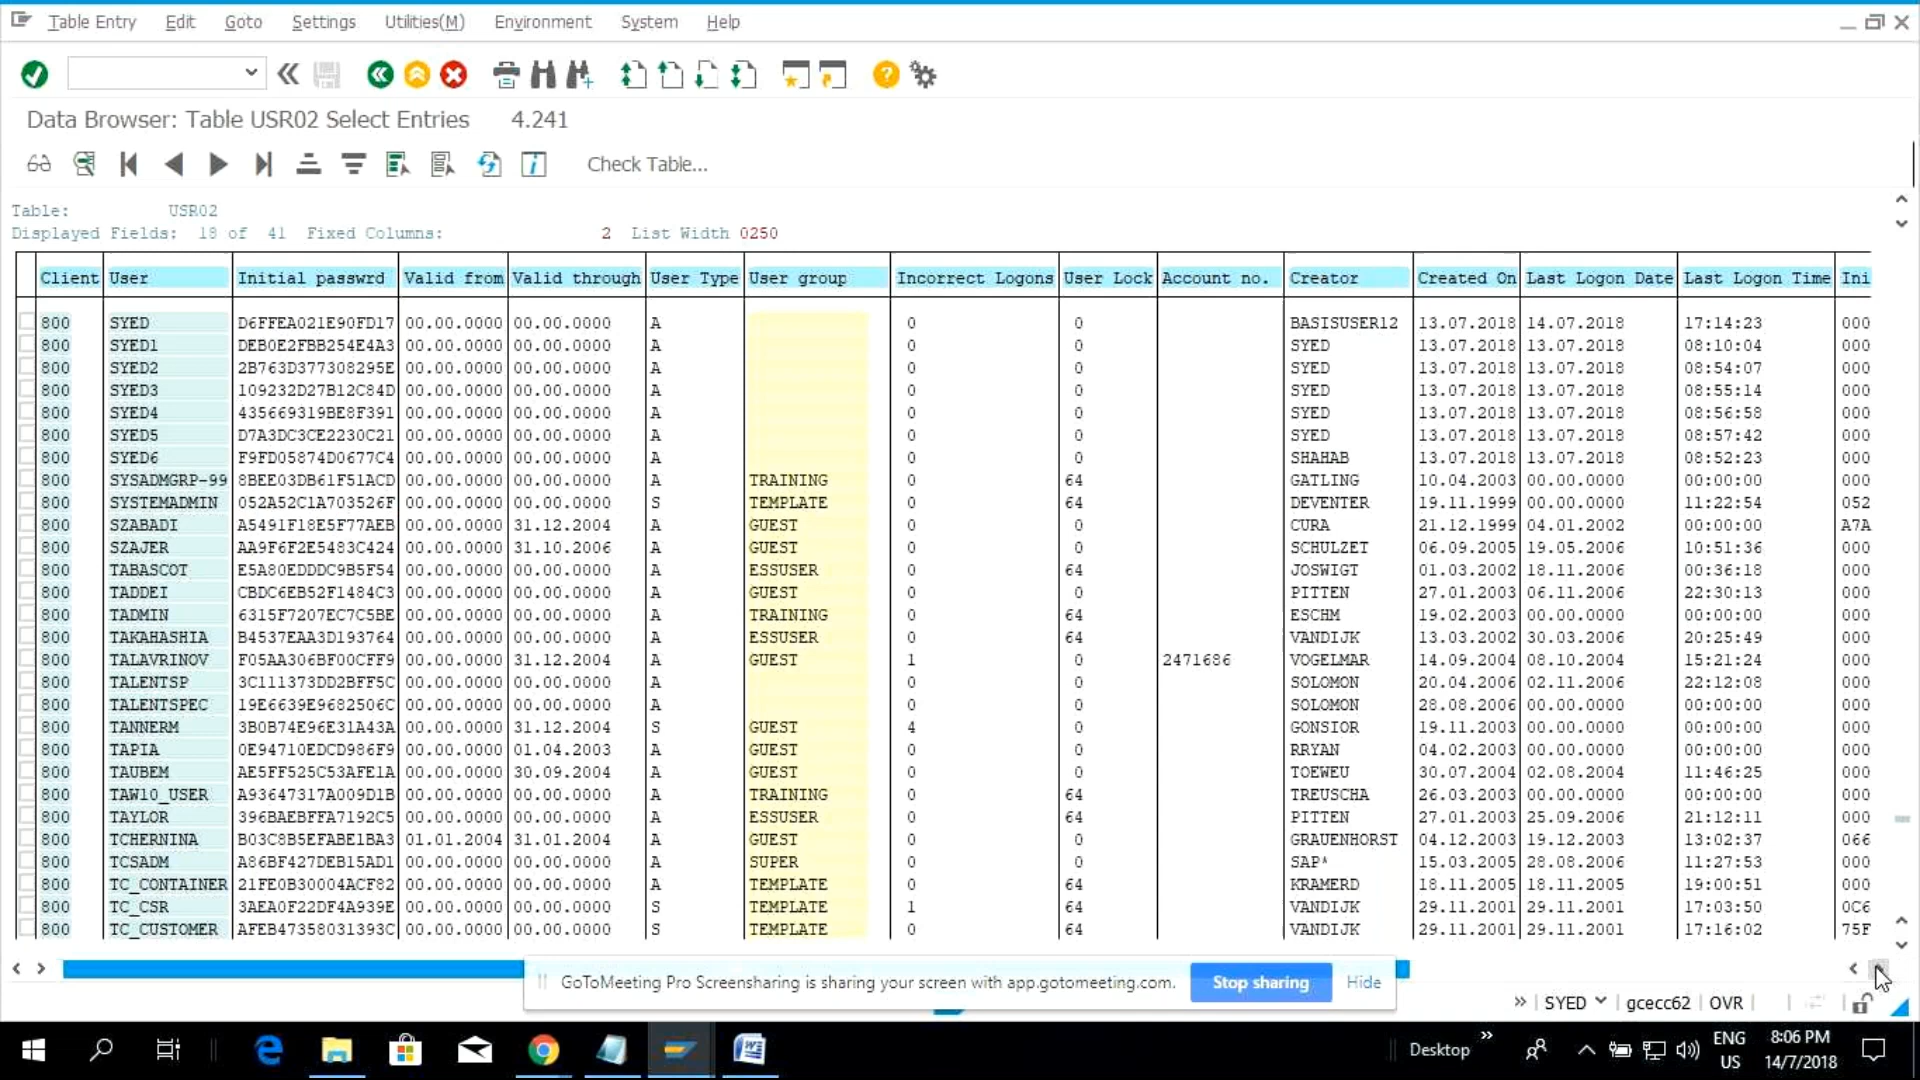 Table Entry Edit Goto Settings Utilities(M) Environment System Help
Data Browser: Table USR02 Select Entries 4.241
Check Table...
Table: USR02
Displayed Fields: 18 of 41 Fixed Columns: 2 List Width 0250
Client User Initial passwrd Valid from Valid through User Type User group Incorrect Logons User Lock Account no. Creator Created On Last Logon Date Last Logon Time Ini
800 SYED D6FFEA021E90FD17 00.00.0000 00.00.0000 A 0 0 BASISUSER12 13.07.2018 14.07.2018 17:14:23 000
800 SYED1 DEB0E2FBB254E4A3 00.00.0000 00.00.0000 A 0 0 SYED 13.07.2018 13.07.2018 08:10:04 000
800 SYED2 2B763D377308295E 00.00.0000 00.00.0000 A 0 0 SYED 13.07.2018 13.07.2018 08:54:07 000
800 SYED3 109232D27B12C84D 00.00.0000 00.00.0000 A 0 0 SYED 13.07.2018 13.07.2018 08:55:14 000
800 SYED4 435669319BE8F391 00.00.0000 00.00.0000 A 0 0 SYED 13.07.2018 13.07.2018 08:56:58 000
800 SYED5 D7A3DC3CE2230C21 00.00.0000 00.00.0000 A 0 0 SYED 13.07.2018 13.07.2018 08:57:42 000
800 SYED6 F9FD05874D0677C4 00.00.0000 00.00.0000 A 0 0 SHAHAB 13.07.2018 13.07.2018 08:52:23 000
800 SYSADMGRP-99 8BEE03DB61F51ACD 00.00.0000 00.00.0000 A TRAINING 0 64 GATLING 10.04.2003 00.00.0000 00:00:00 000
800 SYSTEMADMIN 052A52C1A703526F 00.00.0000 00.00.0000 S TEMPLATE 0 64 DEVENTER 19.11.1999 00.00.0000 11:22:54 052
800 SZABADI A5491F18E5F77AEB 00.00.0000 31.12.2004 A GUEST 0 0 CURA 21.12.1999 04.01.2002 00:00:00 A7A
800 SZAJER AA9F6F2E5483C424 00.00.0000 31.10.2006 A GUEST 0 0 SCHULZET 06.09.2005 19.05.2006 10:51:36 000
800 TABASCOT E5A80EDDDC9B5F54 00.00.0000 00.00.0000 A ESSUSER 0 64 JOSWIGT 01.03.2002 18.11.2006 00:36:18 000
800 TADDEI CBDC6EB52F1484C3 00.00.0000 00.00.0000 A GUEST 0 0 PITTEN 27.01.2003 06.11.2006 22:30:13 000
800 TADMIN 6315F7207EC7C5BE 00.00.0000 00.00.0000 A TRAINING 0 64 ESCHM 19.02.2003 00.00.0000 00:00:00 000
800 TAKAHASHIA B4537EAA3D193764 00.00.0000 00.00.0000 A ESSUSER 0 64 VANDIJK 13.03.2002 30.03.2006 20:25:49 000
800 TALAVRINOV F05AA306BF00CFF9 00.00.0000 31.12.2004 A GUEST 1 0 2471686 VOGELMAR 14.09.2004 08.10.2004 15:21:24 000
800 TALENTSP 3C111373DD2BFF5C 00.00.0000 00.00.0000 A 0 0 SOLOMON 20.04.2006 02.11.2006 22:12:08 000
800 TALENTSPEC 19E6639E9682506C 00.00.0000 00.00.0000 A 0 0 SOLOMON 28.08.2006 00.00.0000 00:00:00 000
800 TANNERM 3B0B74E96E31A43A 00.00.0000 31.12.2004 S GUEST 4 0 GONSIOR 19.11.2003 00.00.0000 00:00:00 000
800 TAPIA 0E94710EDCD986F9 00.00.0000 01.04.2003 A GUEST 0 0 RRYAN 04.02.2003 00.00.0000 00:00:00 000
800 TAUBEM AE5FF525C53AFE1A 00.00.0000 30.09.2004 A GUEST 0 0 TOEWEU 30.07.2004 02.08.2004 11:46:25 000
800 TAW10_USER A93647317A009D1B 00.00.0000 00.00.0000 A TRAINING 0 64 TREUSCHA 26.03.2003 00.00.0000 00:00:00 000
800 TAYLOR 396BAEBFFA7192C5 00.00.0000 00.00.0000 A ESSUSER 0 64 PITTEN 27.01.2003 25.09.2006 21:12:11 000
800 TCHERNINA B03C8B5EFABE1BA3 01.01.2004 31.01.2004 A GUEST 0 0 GRAUENHORST 04.12.2003 19.12.2003 13:02:37 066
800 TCSADM A86BF427DEB15AD1 00.00.0000 00.00.0000 A SUPER 0 0 SAP* 15.03.2005 28.08.2006 11:27:53 000
800 TC_CONTAINER 21FE0B30004ACF82 00.00.0000 00.00.0000 A TEMPLATE 0 64 KRAMERD 18.11.2005 18.11.2005 19:00:51 000
800 TC_CSR 3AEA0F22DF4A939E 00.00.0000 00.00.0000 S TEMPLATE 1 64 VANDIJK 29.11.2001 29.11.2001 17:03:50 0C6
800 TC_CUSTOMER AFEB47358031393C 00.00.0000 00.00.0000 S TEMPLATE 0 64 VANDIJK 29.11.2001 29.11.2001 17:16:02 75F
GoToMeeting Pro Screensharing is sharing your screen with app.gotomeeting.com. Stop sharing Hide
SYED gcecc62 OVR
Desktop ENG US 8:06 PM 14/7/2018